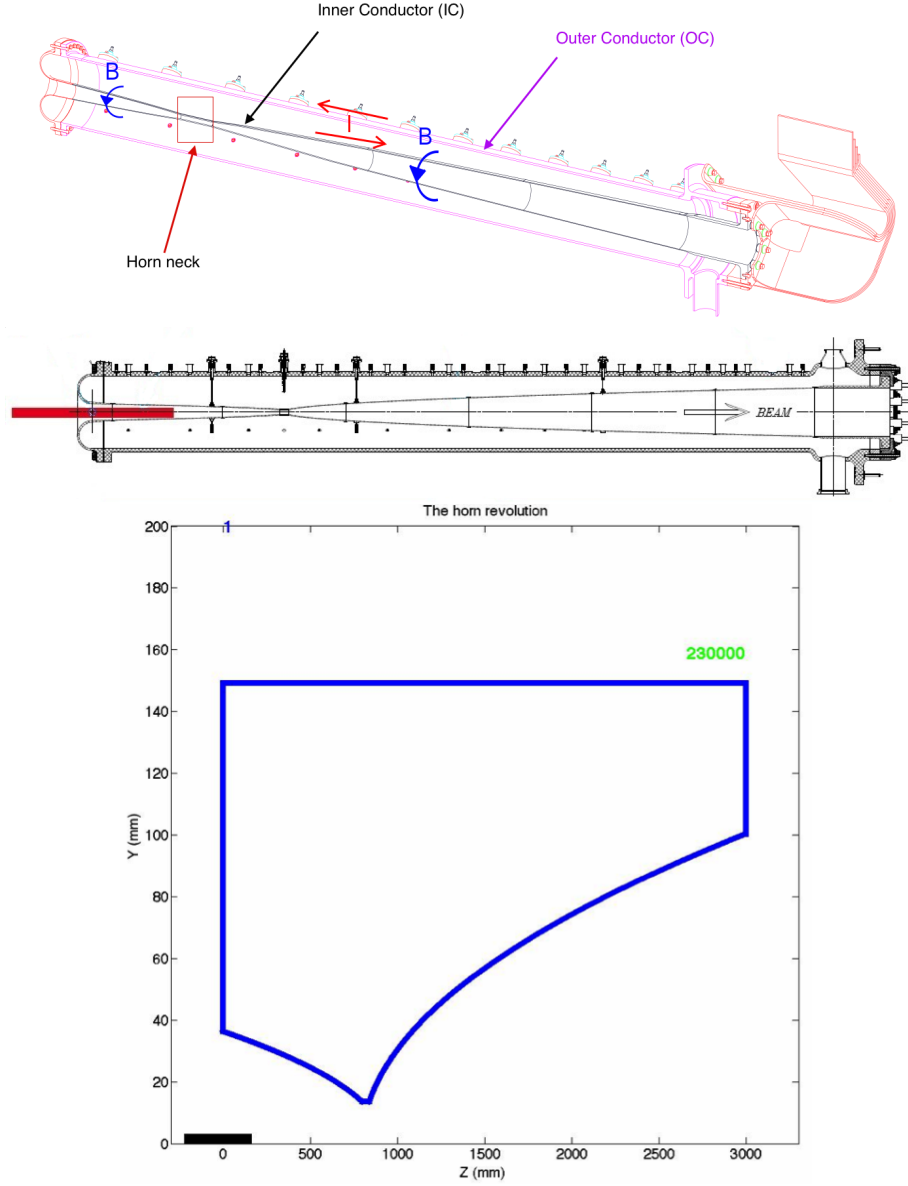 Inner Conductor (IC)
Outer Conductor (OC)
B
I
B
Horn neck
BEAM
The horn revolution
1
230000
200
180
160
140
120
100
80
60
40
20
0
Y (mm)
0
500
1000
1500
2000
2500
3000
Z (mm)